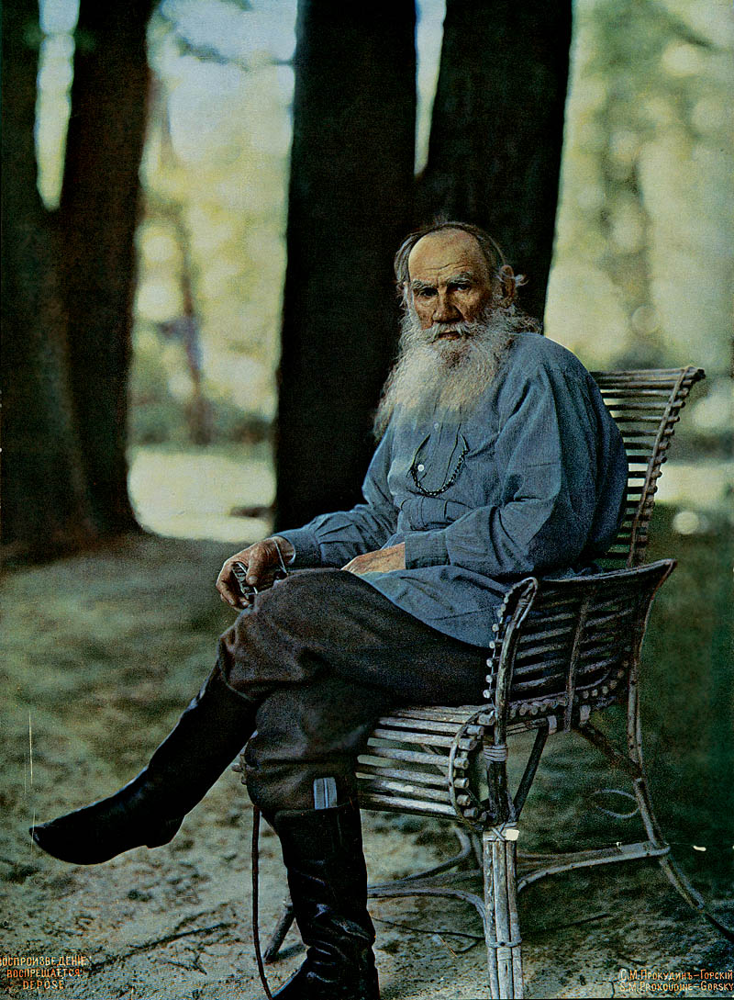 ВОСПРОИЗВЕДЕНІЕ
ВОСПРЕЩАЕТСЯ
DÉPOSÉ
С.М.ПРОКУДИНЪ-ГОРСКІЙ
S.M.PROKOUDINE-GORSKY